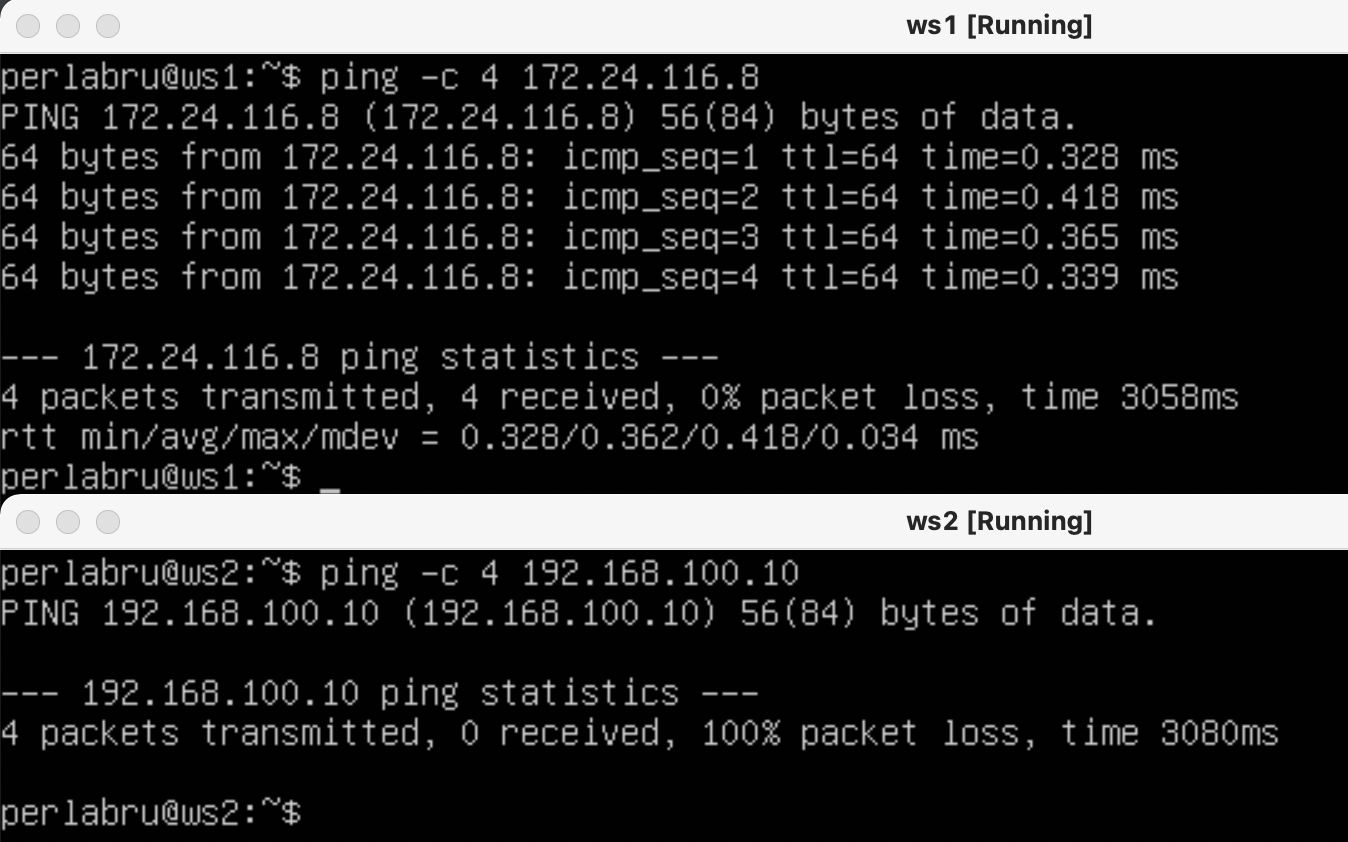 ws1 [Running]
perlabru@ws1:~$ ping -c 4 172.24.116.8
PING 172.24.116.8 (172.24.116.8) 56(84) bytes of data.
64 bytes from 172.24.116.8: icmp_seq=1 ttl=64 time=0.328 ms
64 bytes from 172.24.116.8: icmp_seq=2 ttl=64 time=0.418 ms
64 bytes from 172.24.116.8: icmp_seq=3 ttl=64 time=0.365 ms
64 bytes from 172.24.116.8: icmp_seq=4 ttl=64 time=0.339 ms
--- 172.24.116.8 ping statistics ---
4 packets transmitted, 4 received, 0% packet loss, time 3058ms
rtt min/avg/max/mdev = 0.328/0.362/0.418/0.034 ms
perlabru@ws1:~$ _
ws2 [Running]
perlabru@ws2:~$ ping -c 4 192.168.100.10
PING 192.168.100.10 (192.168.100.10) 56(84) bytes of data.
--- 192.168.100.10 ping statistics ---
4 packets transmitted, 0 received, 100% packet loss, time 3080ms
perlabru@ws2:~$